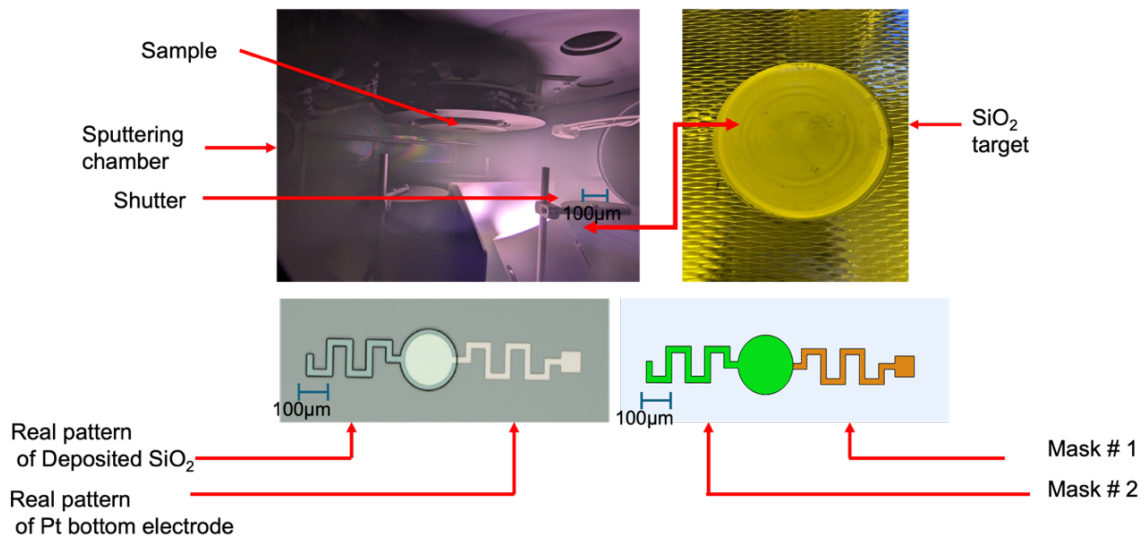 Sample
Sputtering
chamber
Shutter
100µm
SiO₂
target
100µm
100µm
Real pattern
of Deposited SiO₂
Real pattern
of Pt bottom electrode
Mask # 1
Mask # 2